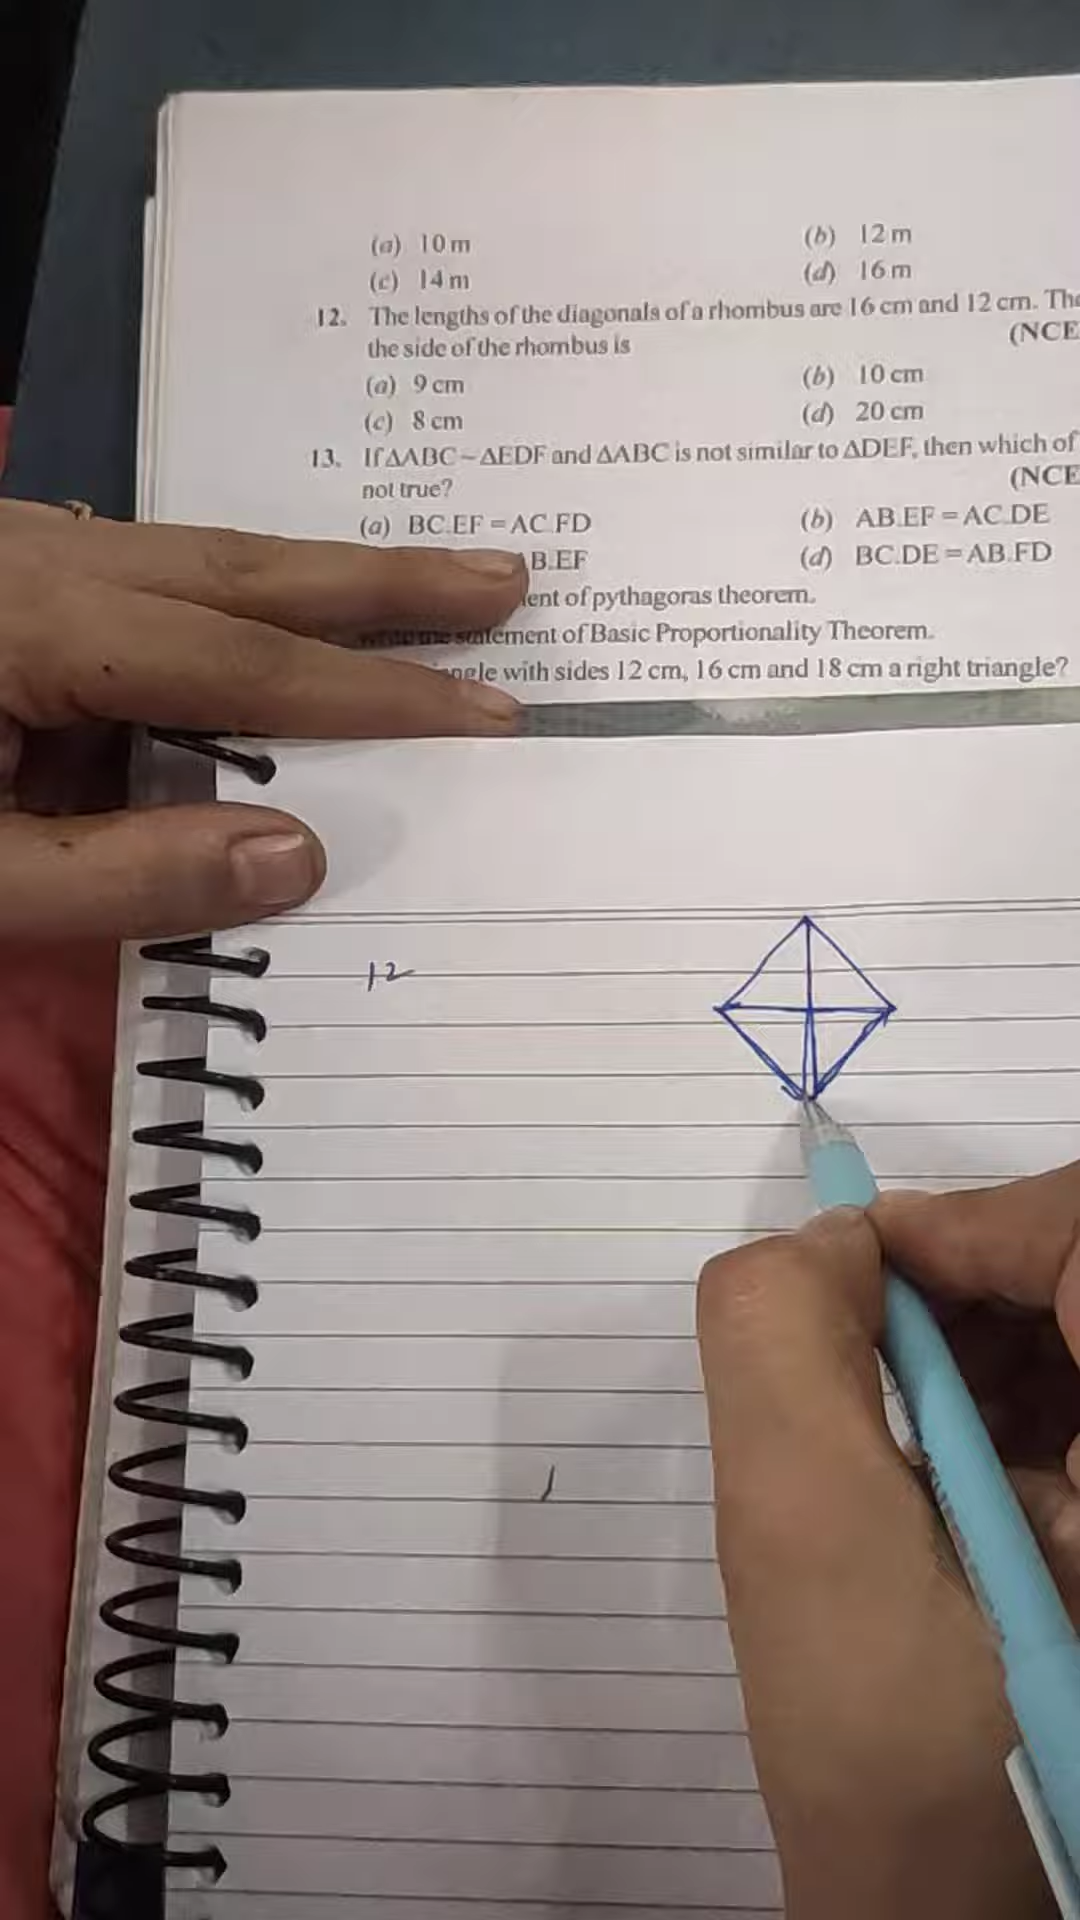 (a) 10 m (b) 12 m
(c) 14 m (d) 16 m
12. The lengths of the diagonals of a rhombus are 16 cm and 12 cm. The
the side of the rhombus is (NCE
(a) 9 cm (b) 10 cm
(c) 8 cm (d) 20 cm
13. If ΔABC ~ ΔEDF and ΔABC is not similar to ΔDEF, then which of
not true? (NCE
(a) BC.EF = AC.FD (b) AB.EF = AC.DE
B.EF (d) BC.DE = AB.FD
of pythagoras theorem.
statement of Basic Proportionality Theorem.
with sides 12 cm, 16 cm and 18 cm a right triangle?
12